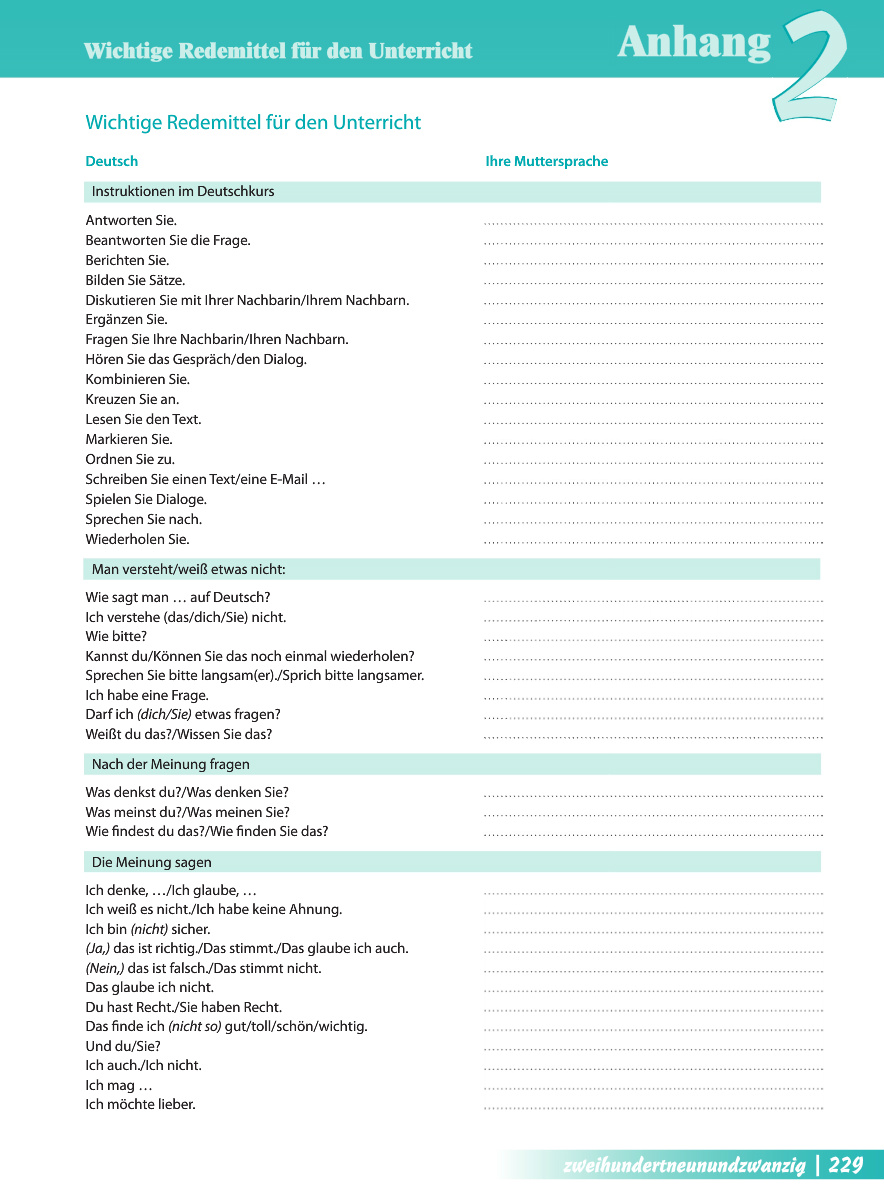 Wichtige Redemittel für den Unterricht
Anhang 2
Wichtige Redemittel für den Unterricht
Deutsch
Ihre Muttersprache
Instruktionen im Deutschkurs
Antworten Sie.
Beantworten Sie die Frage.
Berichten Sie.
Bilden Sie Sätze.
Diskutieren Sie mit Ihrer Nachbarin/Ihrem Nachbarn.
Ergänzen Sie.
Fragen Sie Ihre Nachbarin/Ihren Nachbarn.
Hören Sie das Gespräch/den Dialog.
Kombinieren Sie.
Kreuzen Sie an.
Lesen Sie den Text.
Markieren Sie.
Ordnen Sie zu.
Schreiben Sie einen Text/eine E-Mail …
Spielen Sie Dialoge.
Sprechen Sie nach.
Wiederholen Sie.
Man versteht/weiß etwas nicht:
Wie sagt man … auf Deutsch?
Ich verstehe (das/dich/Sie) nicht.
Wie bitte?
Kannst du/Können Sie das noch einmal wiederholen?
Sprechen Sie bitte langsam(er)./Sprich bitte langsamer.
Ich habe eine Frage.
Darf ich (dich/Sie) etwas fragen?
Weißt du das?/Wissen Sie das?
Nach der Meinung fragen
Was denkst du?/Was denken Sie?
Was meinst du?/Was meinen Sie?
Wie findest du das?/Wie finden Sie das?
Die Meinung sagen
Ich denke, …/Ich glaube, …
Ich weiß es nicht./Ich habe keine Ahnung.
Ich bin (nicht) sicher.
(Ja,) das ist richtig./Das stimmt./Das glaube ich auch.
(Nein,) das ist falsch./Das stimmt nicht.
Das glaube ich nicht.
Du hast Recht./Sie haben Recht.
Das finde ich (nicht so) gut/toll/schön/wichtig.
Und du/Sie?
Ich auch./Ich nicht.
Ich mag …
Ich möchte lieber.
zweihundertneunundzwanzig | 229